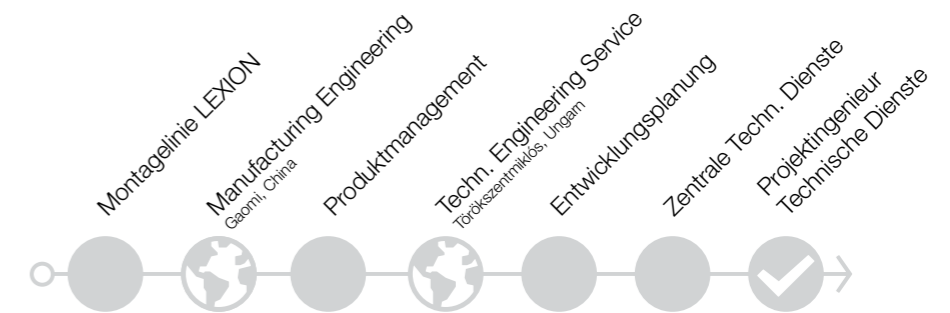 Montagelinie LEXION
Manufacturing Engineering
Gaomi, China
Produktmanagement
Techn. Engineering Service
Törökszentmiklós, Ungarn
Entwicklungsplanung
Zentrale Techn. Dienste
Projektingenieur
Technische Dienste